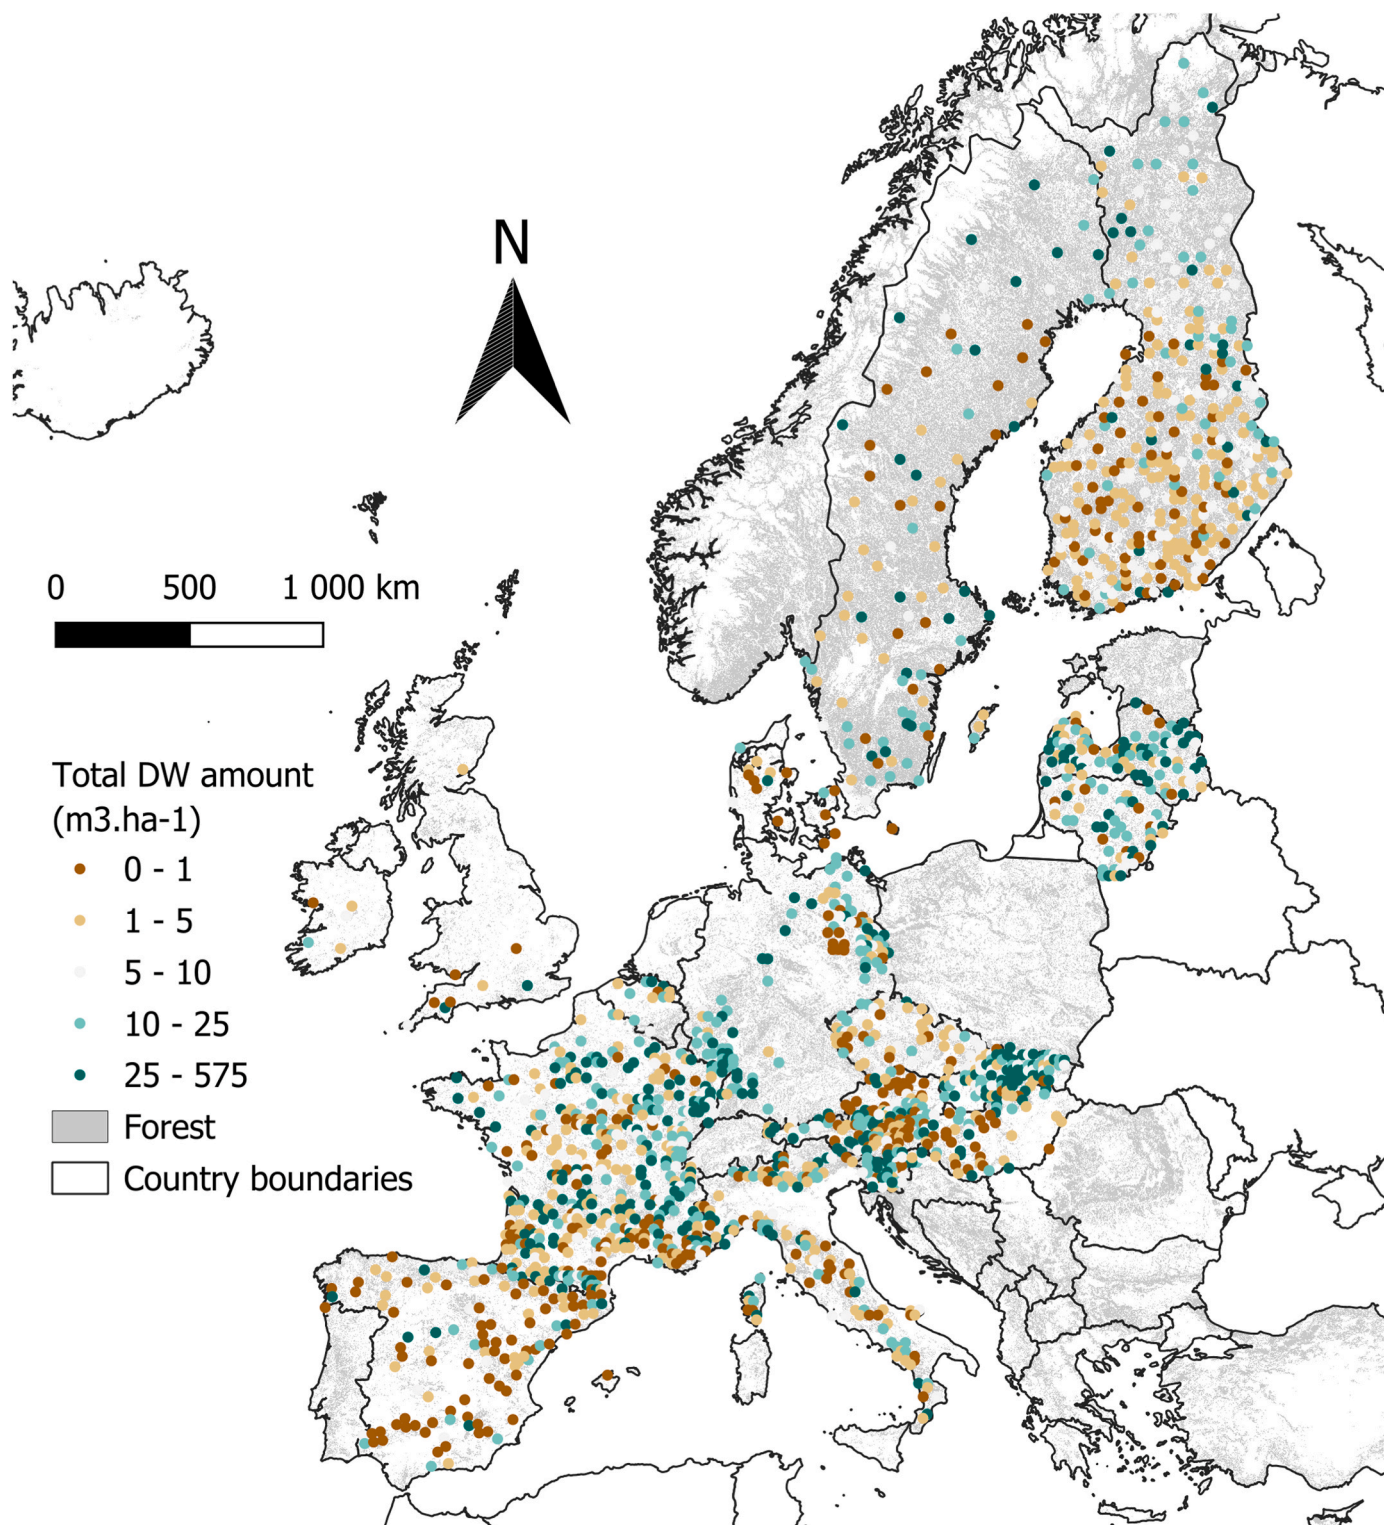 N
0 500 1 000 km
Total DW amount
(m3.ha-1)
0 - 1
1 - 5
5 - 10
10 - 25
25 - 575
Forest
Country boundaries